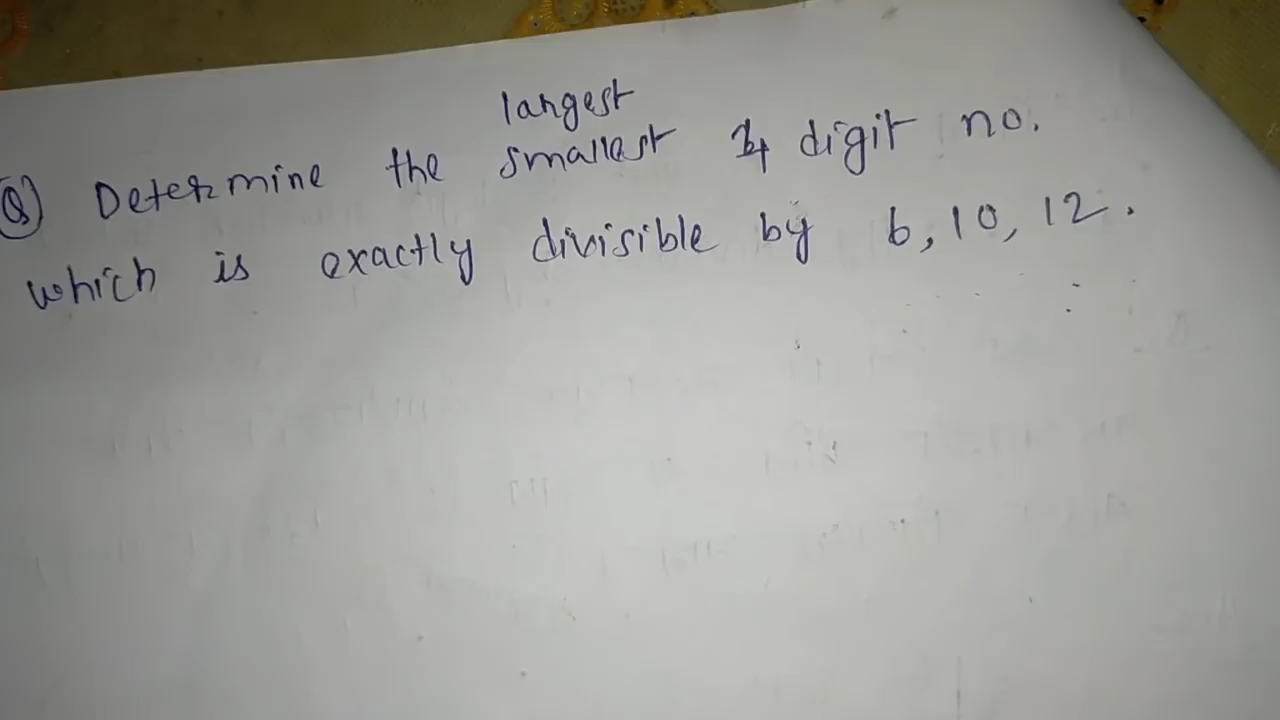 largest
Q) Determine the smallest 4 digit no.
which is exactly divisible by 6, 10, 12.